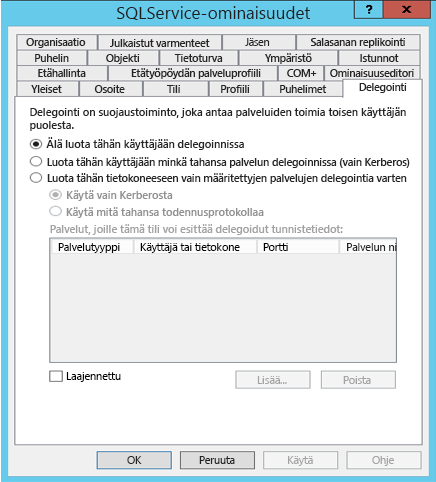 SQLService-ominaisuudet
?
x
Organisaatio Julkaistut varmenteet Jäsen Salasanan replikointi
Puhelin Objekti Tietoturva Ympäristö Istunnot
Etähallinta Etätyöpöydän palveluprofiili COM+ Ominaisuuseditori
Yleiset Osoite Tili Profiili Puhelimet Delegointi
Delegointi on suojaustoiminto, joka antaa palveluiden toimia toisen käyttäjän
puolesta.
Älä luota tähän käyttäjään delegoinnissa
Luota tähän käyttäjään minkä tahansa palvelun delegoinnissa (vain Kerberos)
Luota tähän tietokoneeseen vain määritettyjen palvelujen delegointia varten
Käytä vain Kerberosta
Käytä mitä tahansa todennusprotokollaa
Palvelut, joille tämä tili voi esittää delegoidut tunnistetiedot:
Palvelutyyppi Käyttäjä tai tietokone Portti Palvelun ni
Laajennettu Lisää... Poista
OK Peruuta Käytä Ohje